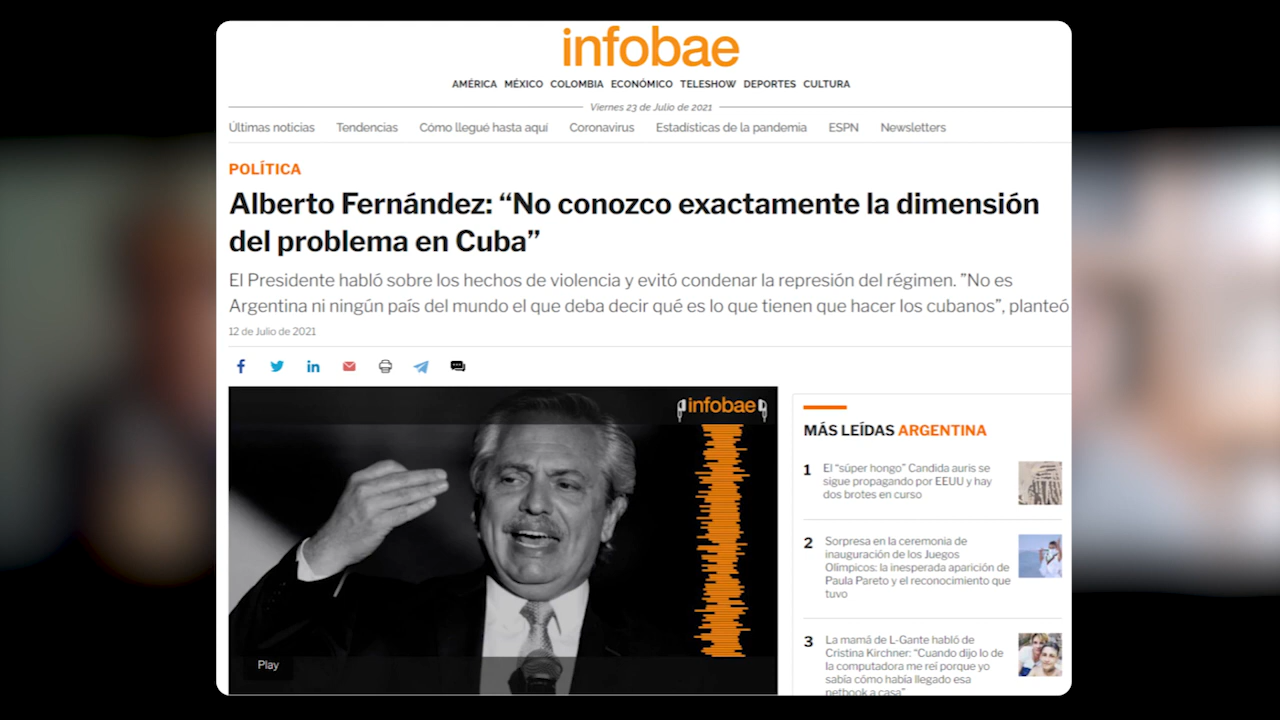 infobae
AMÉRICA MÉXICO COLOMBIA ECONÓMICO TELESHOW DEPORTES CULTURA
Viernes 23 de Julio de 2021
Últimas noticias Tendencias Cómo llegué hasta aquí Coronavirus Estadísticas de la pandemia ESPN Newsletters
POLÍTICA
Alberto Fernández: “No conozco exactamente la dimensión
del problema en Cuba”
El Presidente habló sobre los hechos de violencia y evitó condenar la represión del régimen. ”No es
Argentina ni ningún país del mundo el que deba decir qué es lo que tienen que hacer los cubanos”, planteó
12 de Julio de 2021
infobae
Play
MÁS LEÍDAS ARGENTINA
1 El “súper hongo” Candida auris se
sigue propagando por EEUU y hay
dos brotes en curso
2 Sorpresa en la ceremonia de
inauguración de los Juegos
Olímpicos: la inesperada aparición de
Paula Pareto y el reconocimiento que
tuvo
3 La mamá de L-Gante habló de
Cristina Kirchner: “Cuando dijo lo de
la computadora me reí porque yo
sabía cómo había llegado esa
netbook a casa”